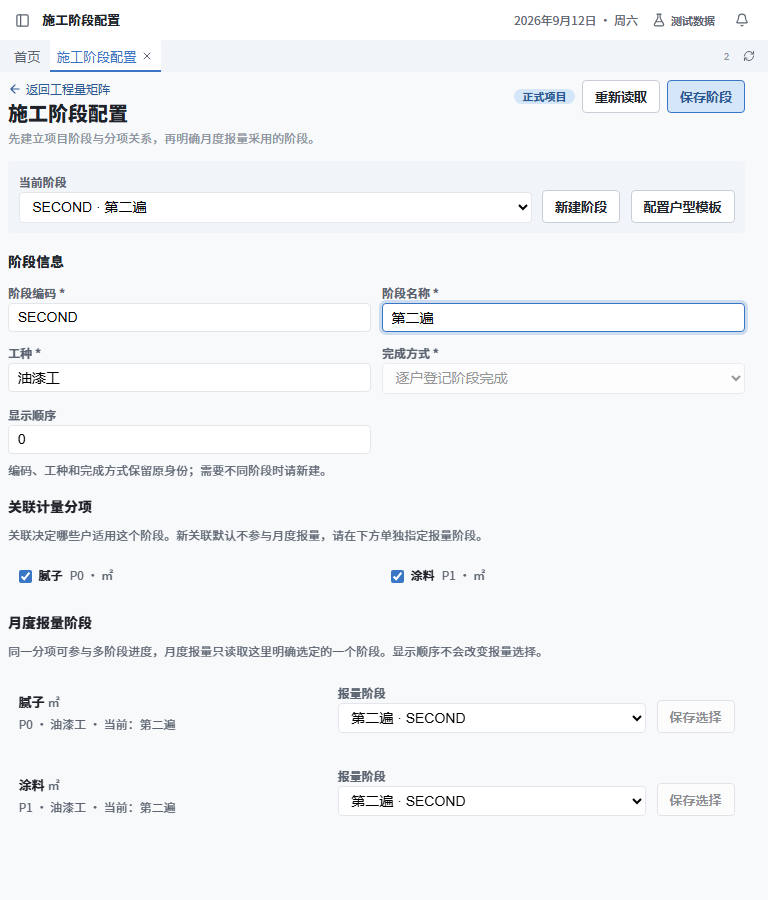 施工阶段配置
2026年9月12日 · 周六
测试数据
首页
施工阶段配置 ×
2
← 返回工程量矩阵
施工阶段配置
先建立项目阶段与分项关系，再明确月度报量采用的阶段。
正式项目
重新读取
保存阶段
当前阶段
SECOND · 第二遍
新建阶段
配置户型模板
阶段信息
阶段编码 *
阶段名称 *
SECOND
第二遍
工种 *
完成方式 *
油漆工
逐户登记阶段完成
显示顺序
0
编码、工种和完成方式保留原身份；需要不同阶段时请新建。
关联计量分项
关联决定哪些户适用这个阶段。新关联默认不参与月度报量，请在下方单独指定报量阶段。
腻子 P0 · ㎡
涂料 P1 · ㎡
月度报量阶段
同一分项可参与多阶段进度，月度报量只读取这里明确选定的一个阶段。显示顺序不会改变报量选择。
腻子 ㎡
P0 · 油漆工 · 当前：第二遍
报量阶段
第二遍 · SECOND
保存选择
涂料 ㎡
P1 · 油漆工 · 当前：第二遍
报量阶段
第二遍 · SECOND
保存选择